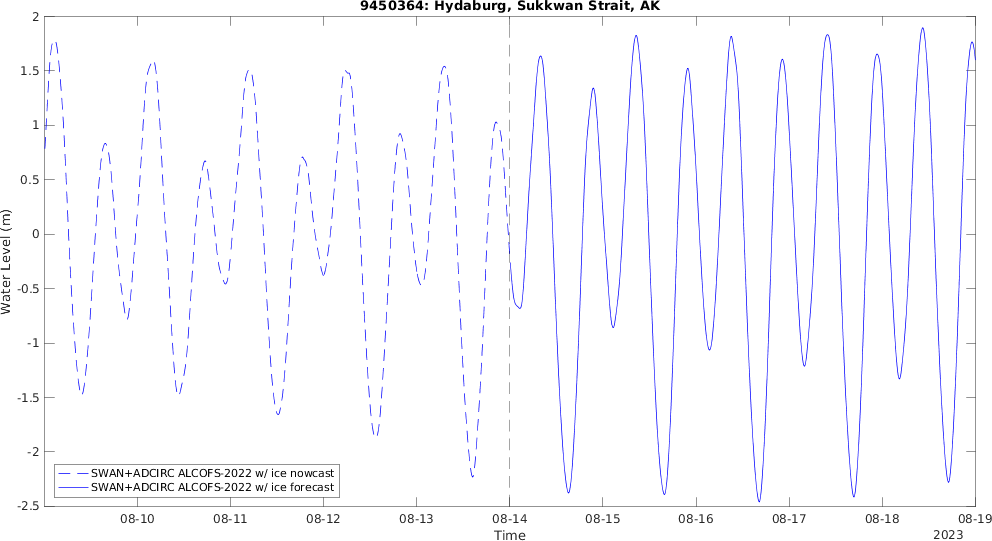 9450364: Hydaburg, Sukkwan Strait, AK
Water Level (m)
2
1.5
1
0.5
0
-0.5
-1
-1.5
-2
-2.5
SWAN+ADCIRC ALCOFS-2022 w/ ice nowcast
SWAN+ADCIRC ALCOFS-2022 w/ ice forecast
08-10 08-11 08-12 08-13 08-14 08-15 08-16 08-17 08-18 08-19
Time
2023